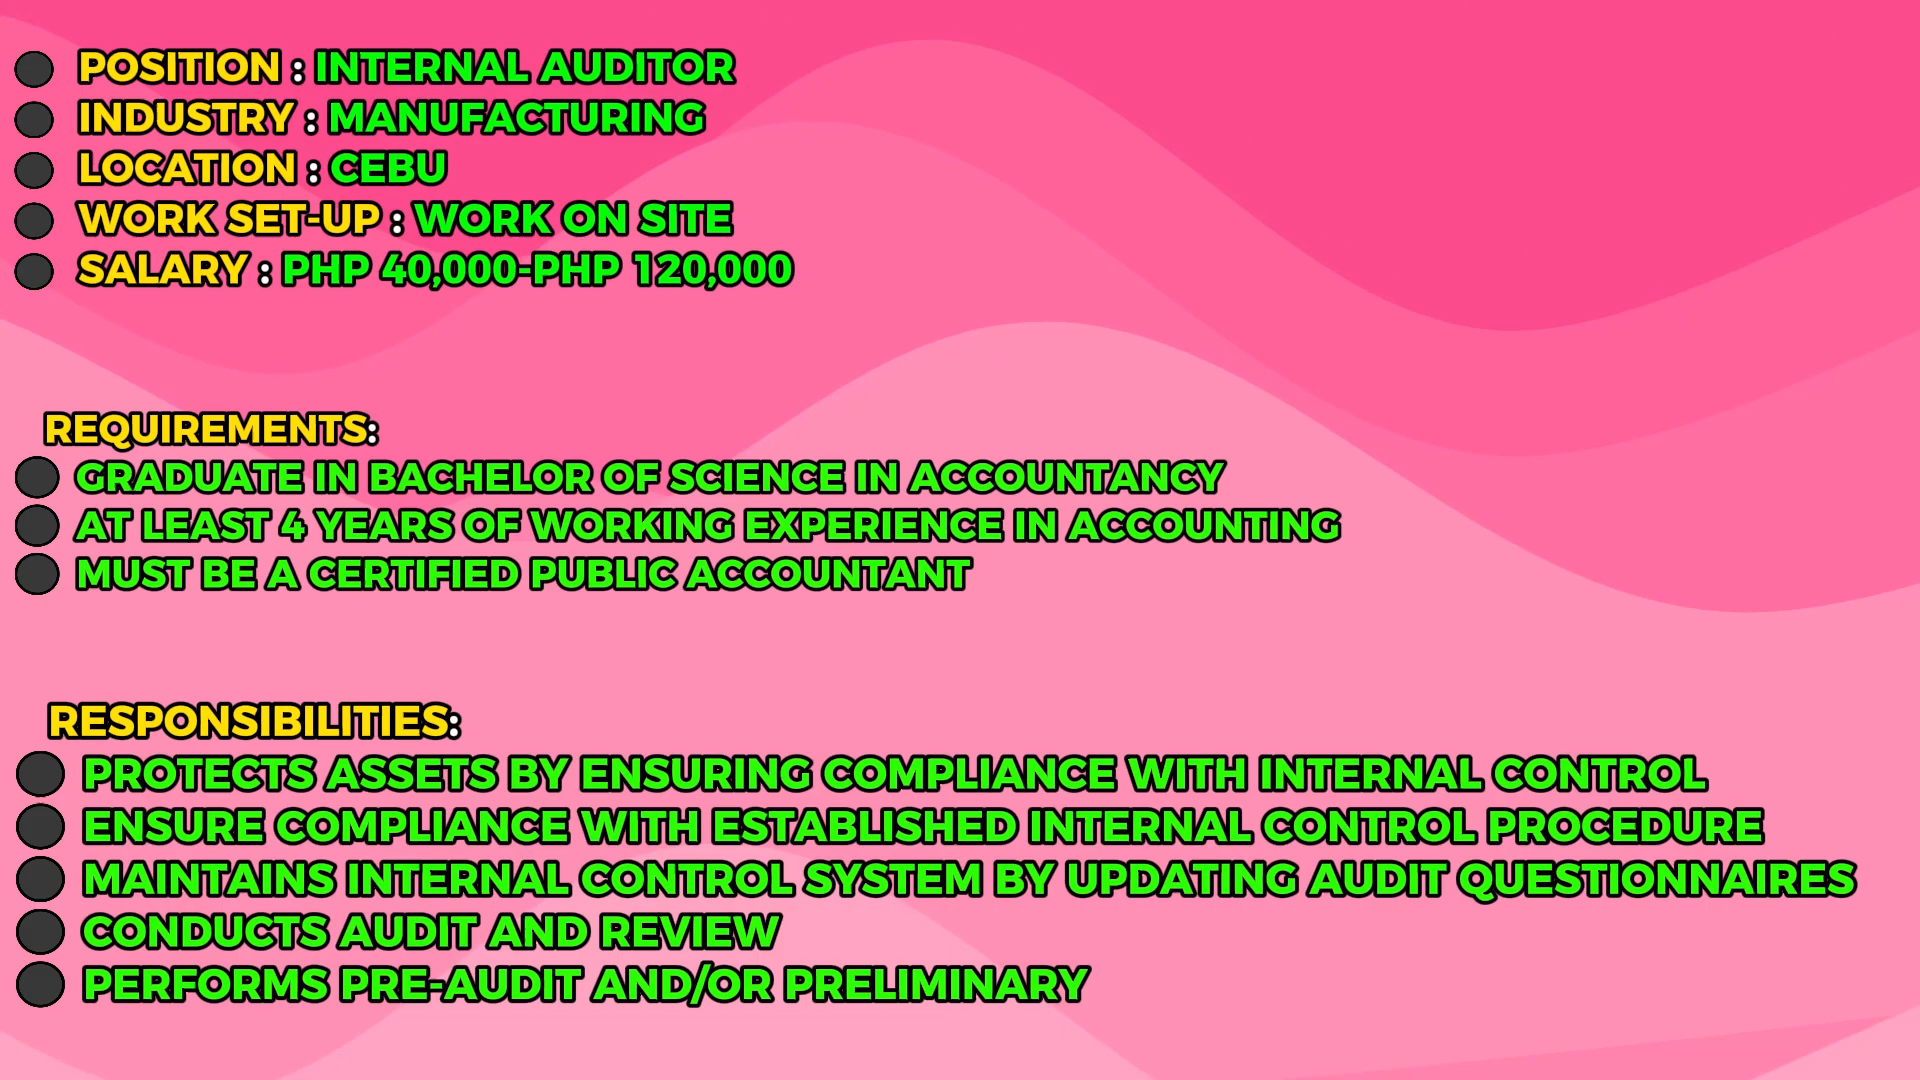 POSITION : INTERNAL AUDITOR
INDUSTRY : MANUFACTURING
LOCATION : CEBU
WORK SET-UP : WORK ON SITE
SALARY : PHP 40,000-PHP 120,000
REQUIREMENTS:
GRADUATE IN BACHELOR OF SCIENCE IN ACCOUNTANCY
AT LEAST 4 YEARS OF WORKING EXPERIENCE IN ACCOUNTING
MUST BE A CERTIFIED PUBLIC ACCOUNTANT
RESPONSIBILITIES:
PROTECTS ASSETS BY ENSURING COMPLIANCE WITH INTERNAL CONTROL
ENSURE COMPLIANCE WITH ESTABLISHED INTERNAL CONTROL PROCEDURE
MAINTAINS INTERNAL CONTROL SYSTEM BY UPDATING AUDIT QUESTIONNAIRES
CONDUCTS AUDIT AND REVIEW
PERFORMS PRE-AUDIT AND/OR PRELIMINARY